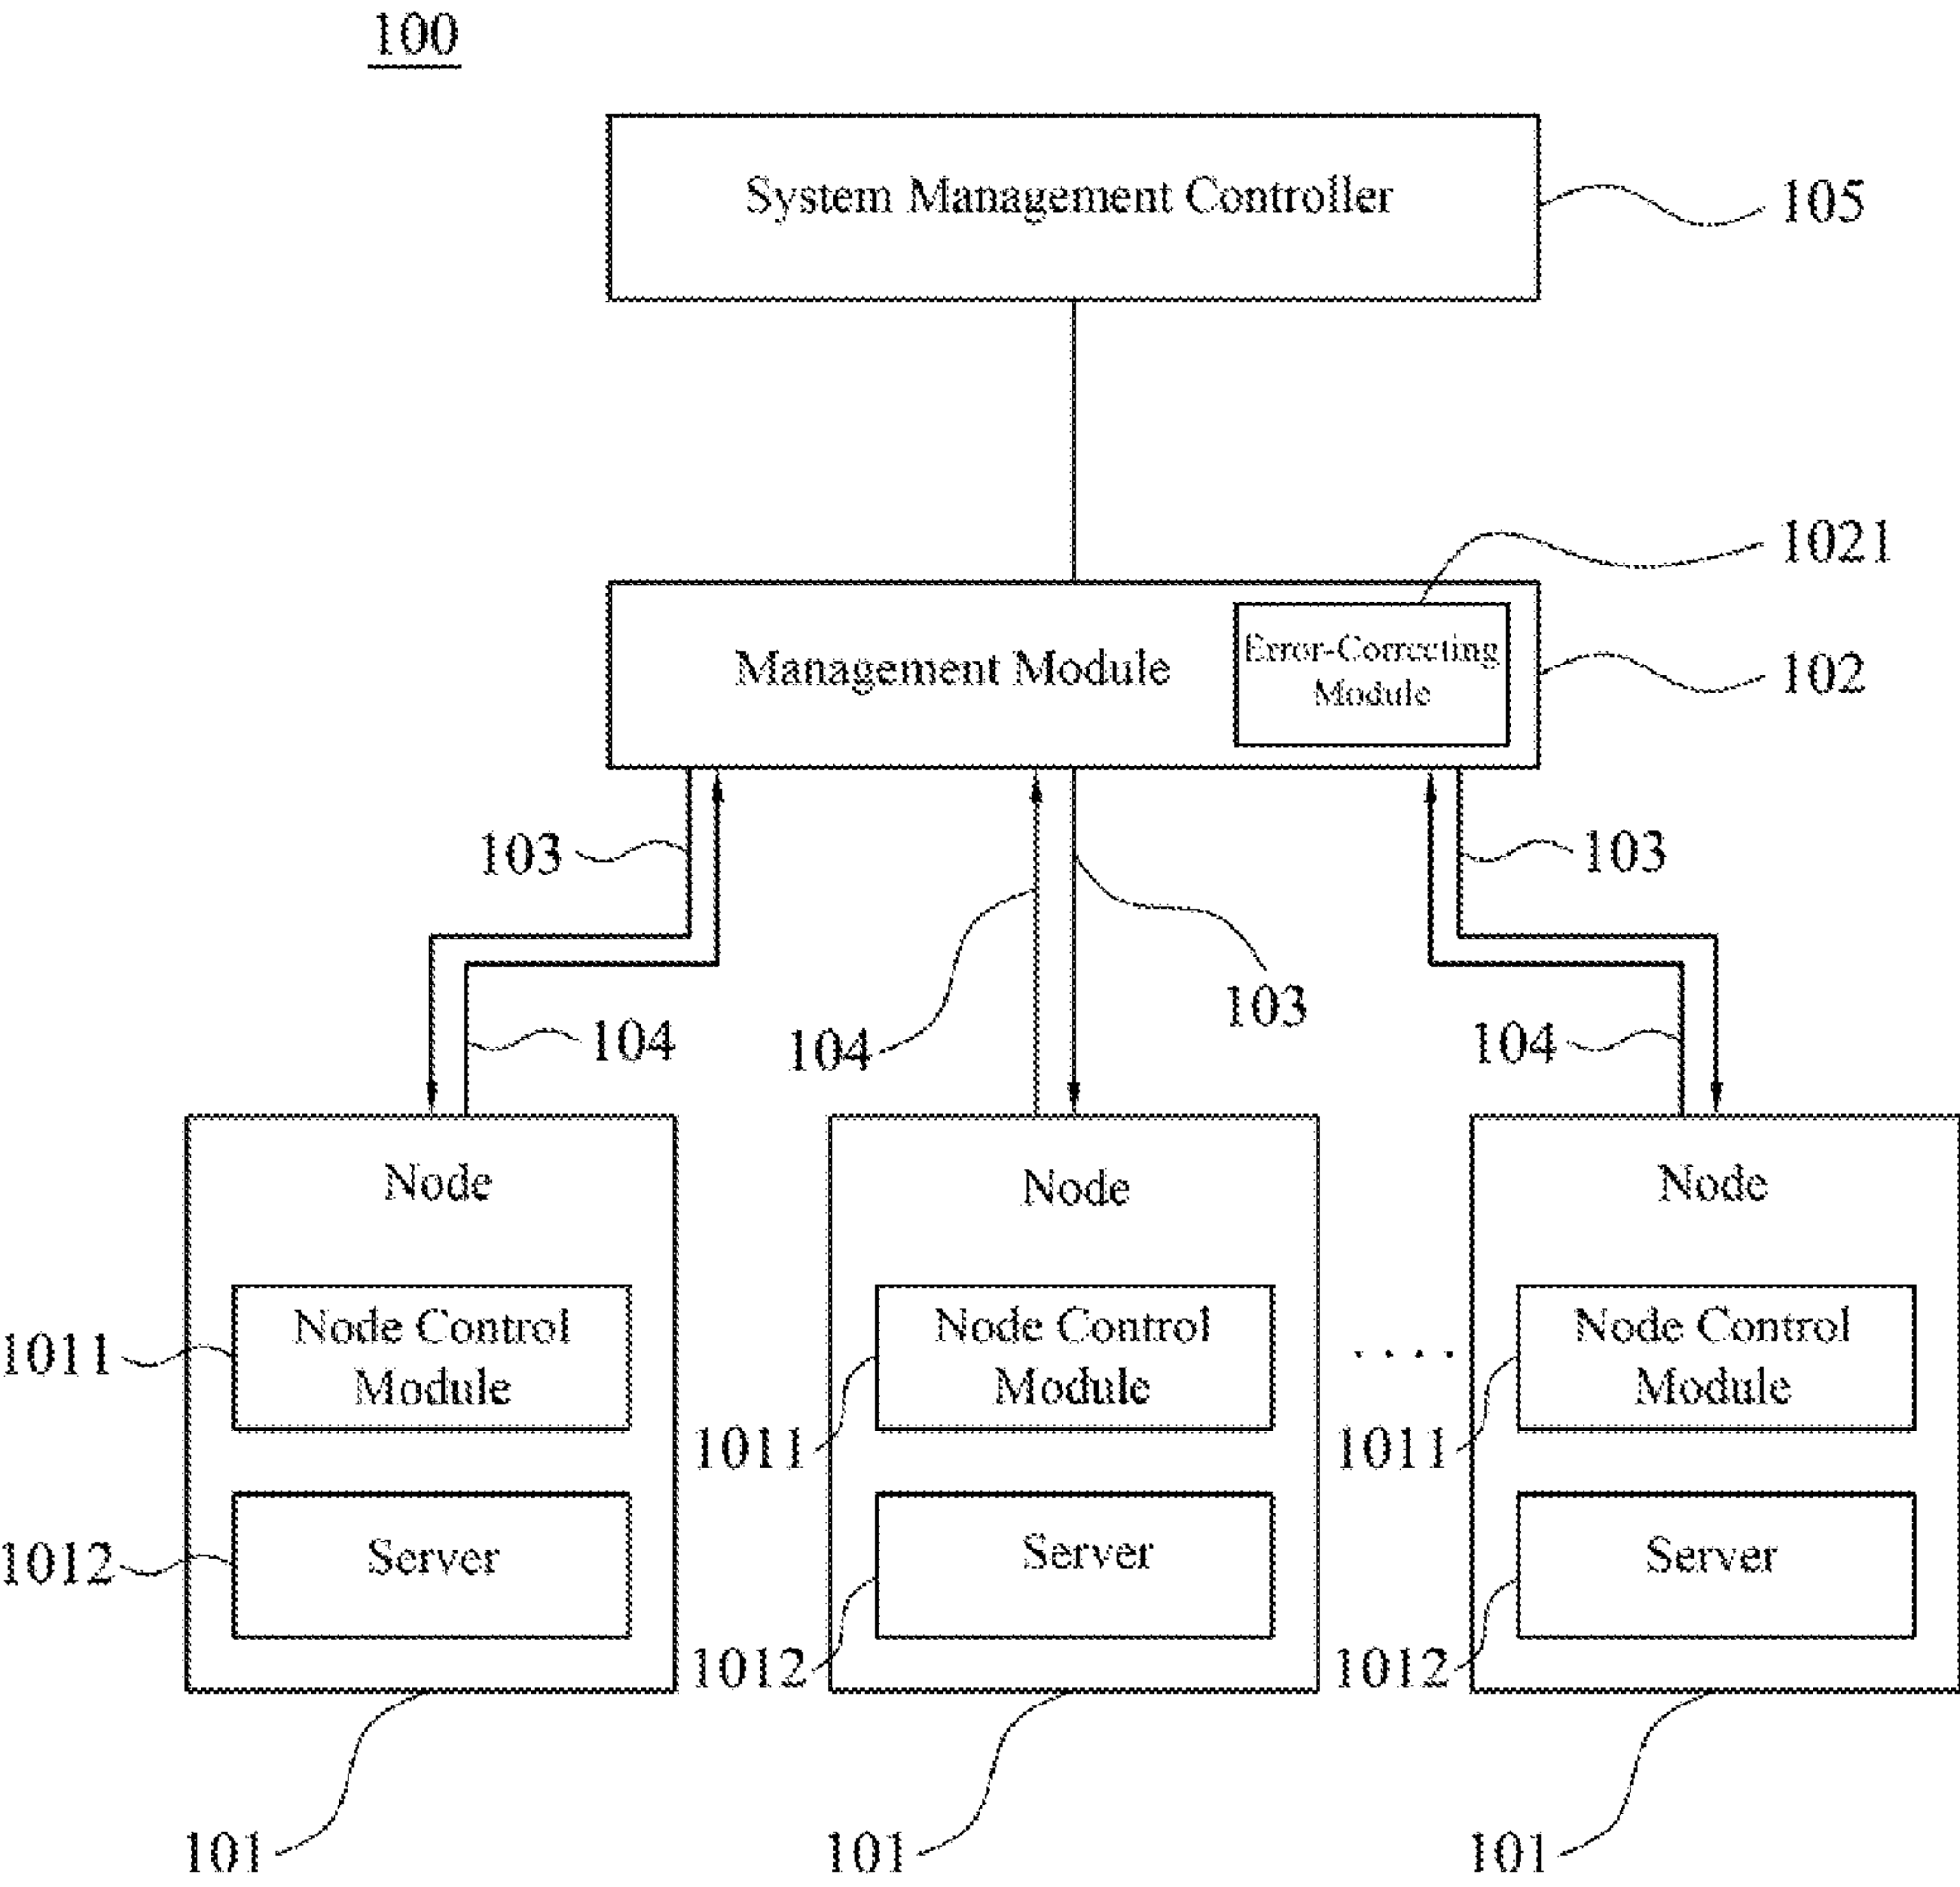 100
System Management Controller
105
1021
Error-Correcting
Module
Management Module
102
103
103
104
103
104
104
Node
Node
Node
Node Control
Module
Node Control
Module
Node Control
Module
. . . .
1011
1011
1011
Server
Server
Server
1012
1012
1012
101
101
101